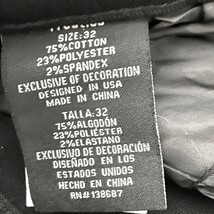 SIZE: 32
75%COTTON
23%POLYESTER
2%SPANDEX
EXCLUSIVE OF DECORATION
DESIGNED IN USA
MADE IN CHINA
TALLA: 32
75%ALGODÓN
23%POLIÉSTER
2%ELASTANO
EXCLUSIVO DE DECORACIÓN
DISEÑADO EN LOS
ESTADOS UNIDOS
HECHO EN CHINA
RN#138687